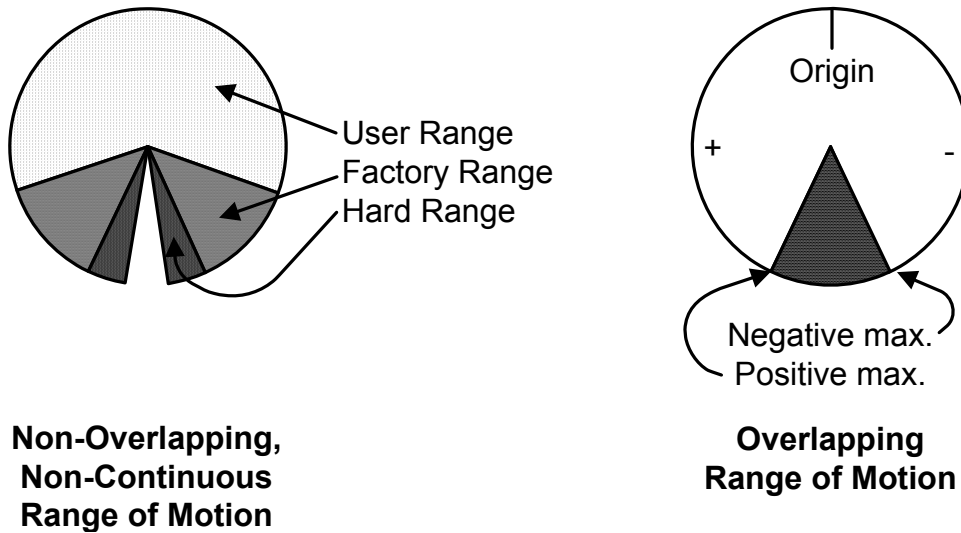 User Range
Factory Range
Hard Range
Non-Overlapping,
Non-Continuous
Range of Motion
Origin
+
-
Negative max.
Positive max.
Overlapping
Range of Motion